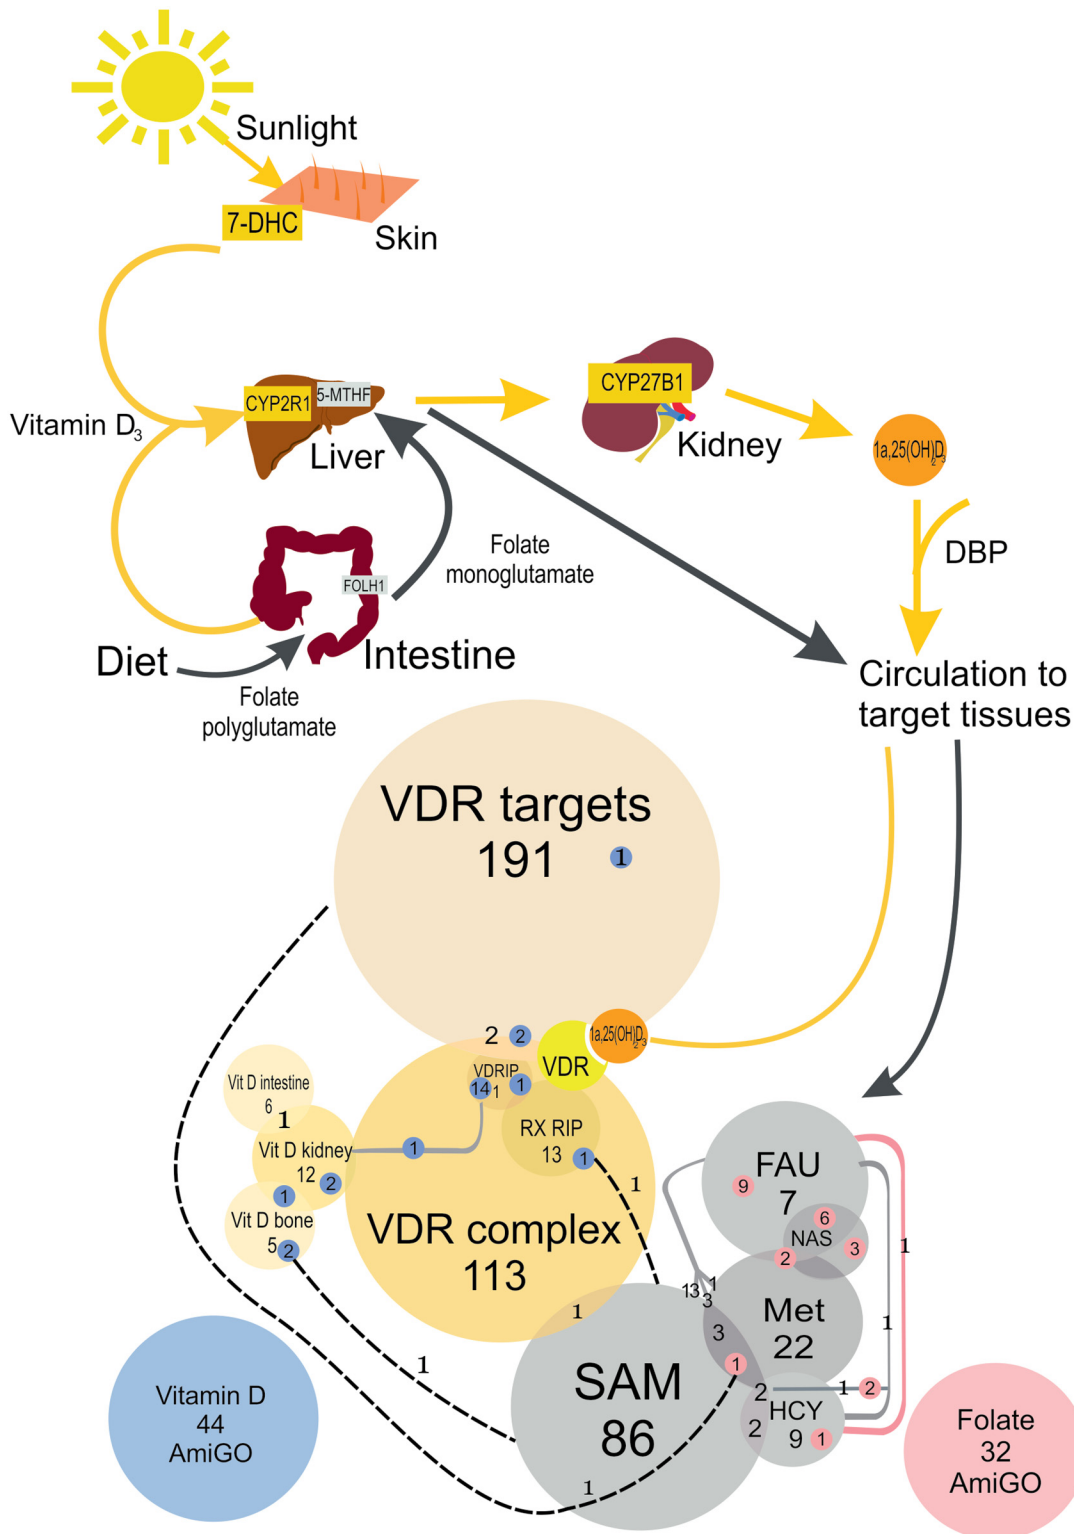 Sunlight
7-DHC
Skin
CYP2R1
5-MTHF
CYP27B1
Vitamin D3
Liver
Kidney
1a,25(OH)2D3
Folate
monoglutamate
DBP
FOLH1
Diet
Intestine
Folate
polyglutamate
Circulation to
target tissues
VDR targets
191
1
2
2
1a,25(OH)2D3
VDR
VDRIP
14
1
1
Vit D intestine
6
1
Vit D kidney
12
2
1
1
RX RIP
13
1
1
Vit D bone
5
2
VDR complex
113
1
FAU
7
9
6
NAS
3
2
1
13
1
3
Met
22
3
1
1
SAM
86
2
1
2
HCY
9
1
2
1
1
Vitamin D
44
AmiGO
Folate
32
AmiGO